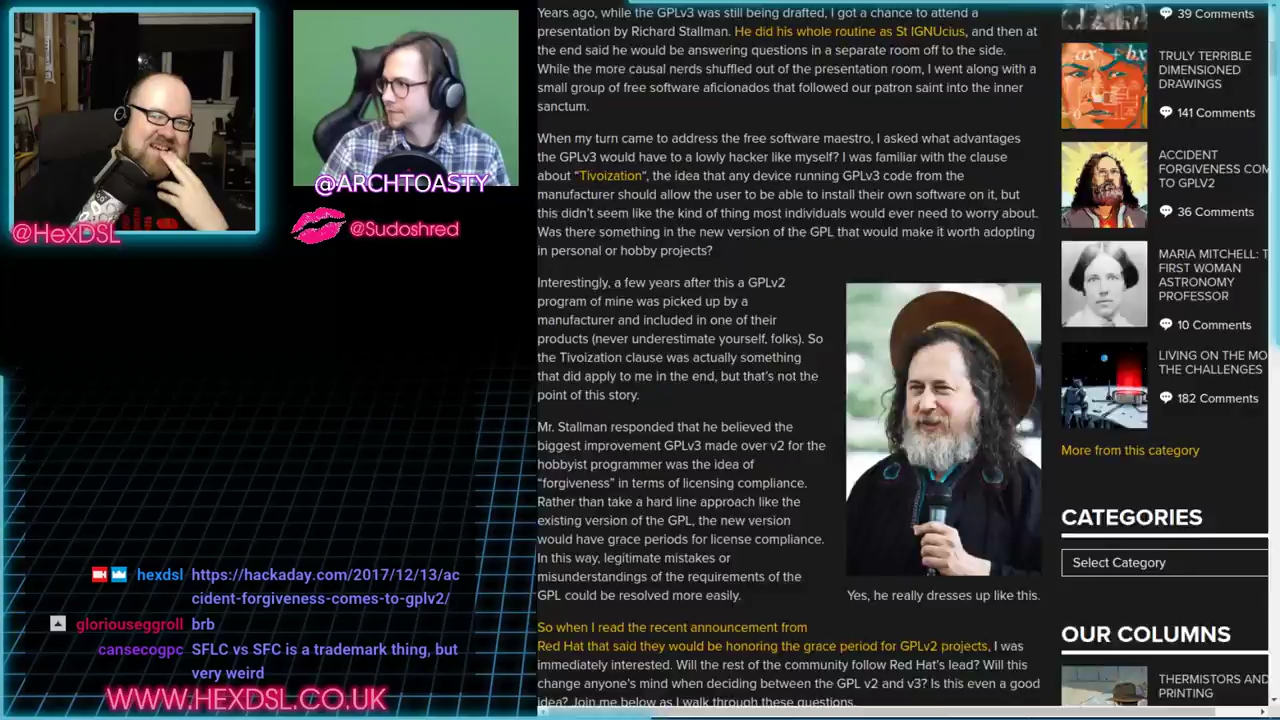 @ARCHTOASTY
@HexDSL
@Sudoshred
hexdsl https://hackaday.com/2017/12/13/ac
cident-forgiveness-comes-to-gplv2/
gloriouseggroll brb
cansecogpc SFLC vs SFC is a trademark thing, but
very weird
WWW.HEXDSL.CO.UK
Years ago, while the GPLv3 was still being drafted, I got a chance to attend a
presentation by Richard Stallman. He did his whole routine as St IGNUcius, and then at
the end said he would be answering questions in a separate room off to the side.
While the more causal nerds shuffled out of the presentation room, I went along with a
small group of free software aficionados that followed our patron saint into the inner
sanctum.
When my turn came to address the free software maestro, I asked what advantages
the GPLv3 would have to a lowly hacker like myself? I was familiar with the clause
about “Tivoization“, the idea that any device running GPLv3 code from the
manufacturer should allow the user to be able to install their own software on it, but
this didn’t seem like the kind of thing most individuals would ever need to worry about.
Was there something in the new version of the GPL that would make it worth adopting
in personal or hobby projects?
Interestingly, a few years after this a GPLv2
program of mine was picked up by a
manufacturer and included in one of their
products (never underestimate yourself, folks). So
the Tivoization clause was actually something
that did apply to me in the end, but that’s not the
point of this story.
Mr. Stallman responded that he believed the
biggest improvement GPLv3 made over v2 for the
hobbyist programmer was the idea of
“forgiveness” in terms of licensing compliance.
Rather than take a hard line approach like the
existing version of the GPL, the new version
would have grace periods for license compliance.
In this way, legitimate mistakes or
misunderstandings of the requirements of the
GPL could be resolved more easily.
Yes, he really dresses up like this.
So when I read the recent announcement from
Red Hat that said they would be honoring the grace period for GPLv2 projects, I was
immediately interested. Will the rest of the community follow Red Hat’s lead? Will this
change anyone’s mind when deciding between the GPL v2 and v3? Is this even a good
idea? Join me below as I walk through these questions.
39 Comments
ax bx
TRULY TERRIBLE
DIMENSIONED
DRAWINGS
141 Comments
ACCIDENT
FORGIVENESS COM
TO GPLV2
36 Comments
MARIA MITCHELL: T
FIRST WOMAN
ASTRONOMY
PROFESSOR
10 Comments
LIVING ON THE MO
THE CHALLENGES
182 Comments
More from this category
CATEGORIES
Select Category
OUR COLUMNS
THERMISTORS AND
PRINTING